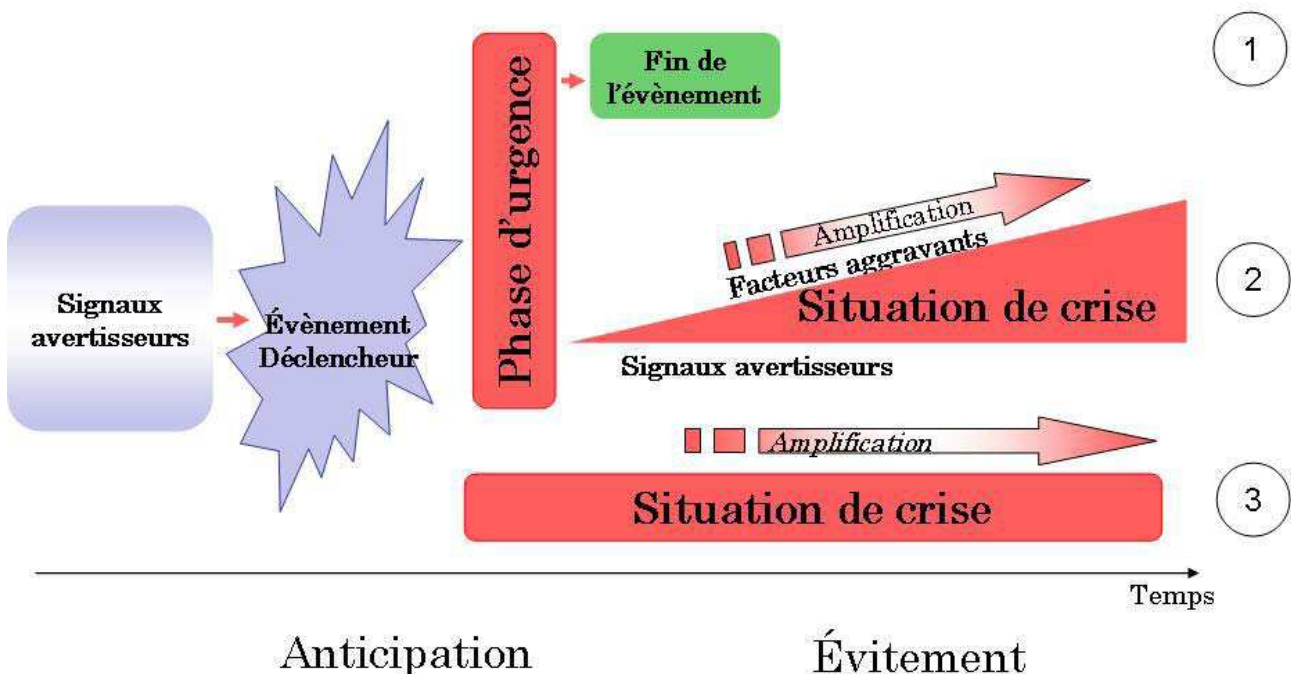 Signaux
avertisseurs
Évènement
Déclencheur
Phase d'urgence
Fin de
l'évènement
1
Amplification
Facteurs aggravants
Situation de crise
2
Signaux avertisseurs
Amplification
Situation de crise
3
Temps
Anticipation
Évitement